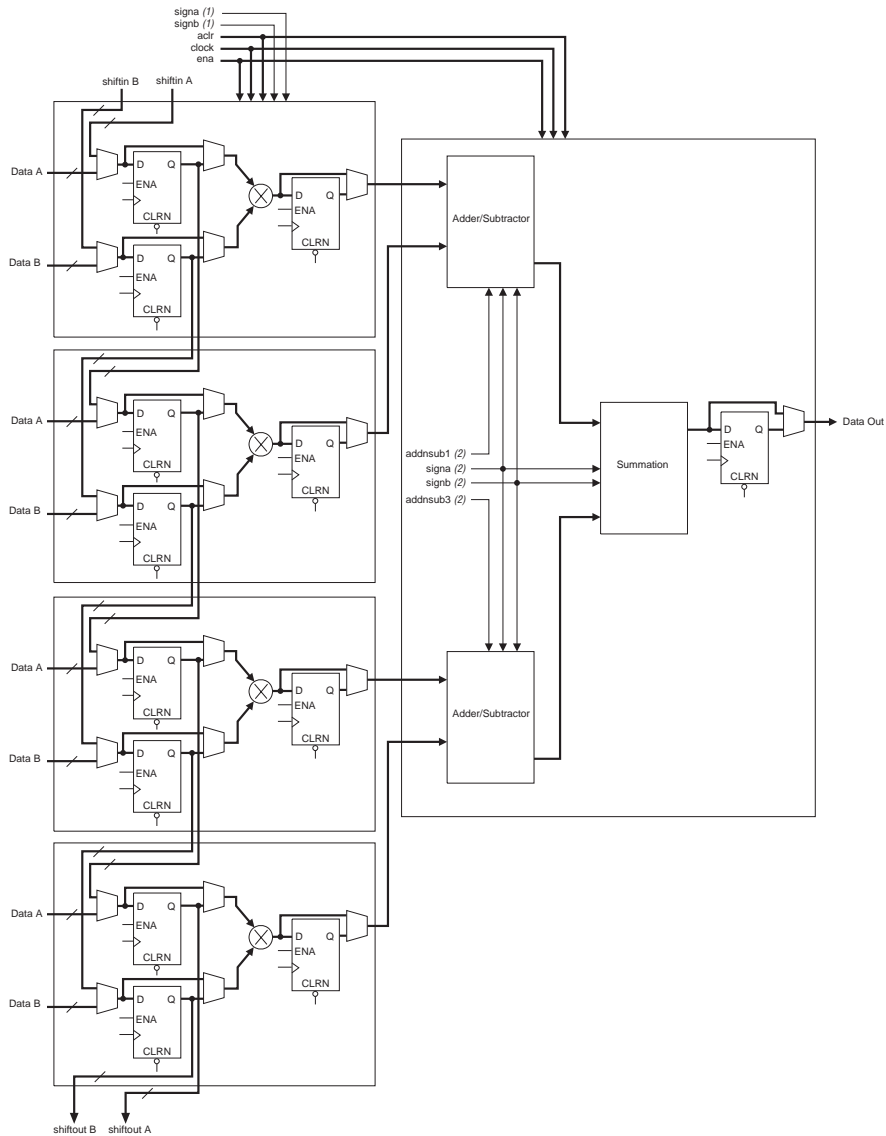 signa (1)
signb (1)
aclr
clock
ena
shiftin B
shiftin A
Data A
D Q
ENA
CLRN
D Q
ENA
CLRN
Adder/Subtractor
Data B
D Q
ENA
CLRN
Data A
D Q
ENA
CLRN
D Q
ENA
CLRN
Data B
D Q
ENA
CLRN
addnsub1 (2)
signa (2)
signb (2)
addnsub3 (2)
Summation
D Q
ENA
CLRN
Data Out
Data A
D Q
ENA
CLRN
D Q
ENA
CLRN
Adder/Subtractor
Data B
D Q
ENA
CLRN
Data A
D Q
ENA
CLRN
D Q
ENA
CLRN
Data B
D Q
ENA
CLRN
shiftout B
shiftout A